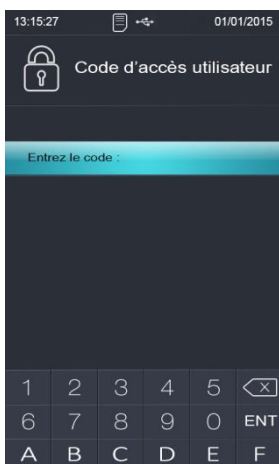 13:15:27 01/01/2015
Code d'accès utilisateur
Entrez le code :
1 2 3 4 5
6 7 8 9 0 ENT
A B C D E F